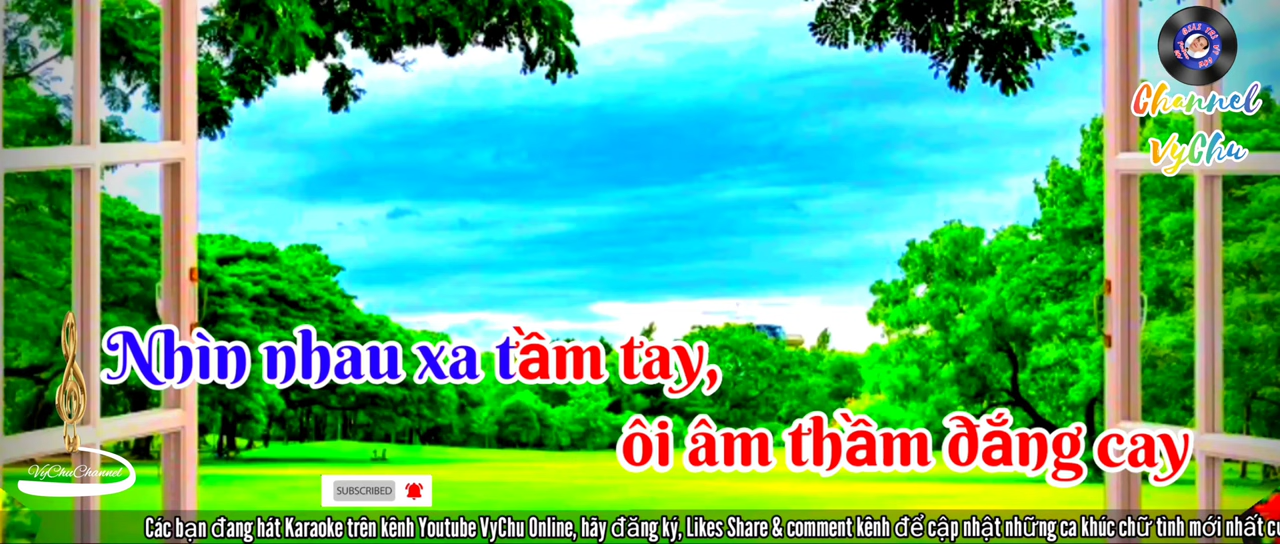 Channel
VyChu
Nhìn nhau xa tầm tay,
ôi âm thầm đắng cay
VyChuChannel
SUBSCRIBED
Các bạn đang hát Karaoke trên kênh Youtube VyChu Online, hãy đăng ký, Likes Share & comment kênh để cập nhật những ca khúc chữ tình mới nhất